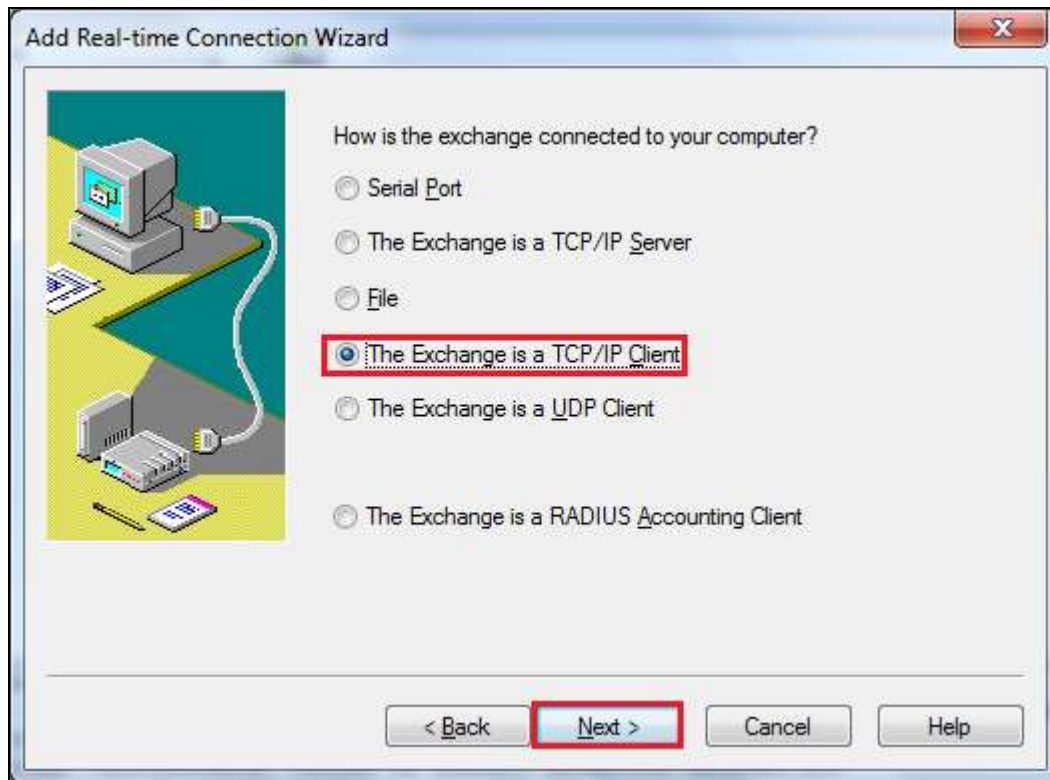 Add Real-time Connection Wizard
How is the exchange connected to your computer?
Serial Port
The Exchange is a TCP/IP Server
File
The Exchange is a TCP/IP Client
The Exchange is a UDP Client
The Exchange is a RADIUS Accounting Client
< Back Next > Cancel Help